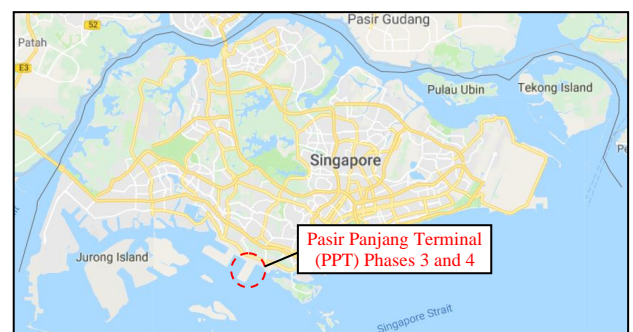 Pasir Gudang
52
Patah
E3
Pulau Ubin
Tekong Island
Pe
Singapore
Pasir Panjang Terminal
(PPT) Phases 3 and 4
Jurong Island
Singapore Strait